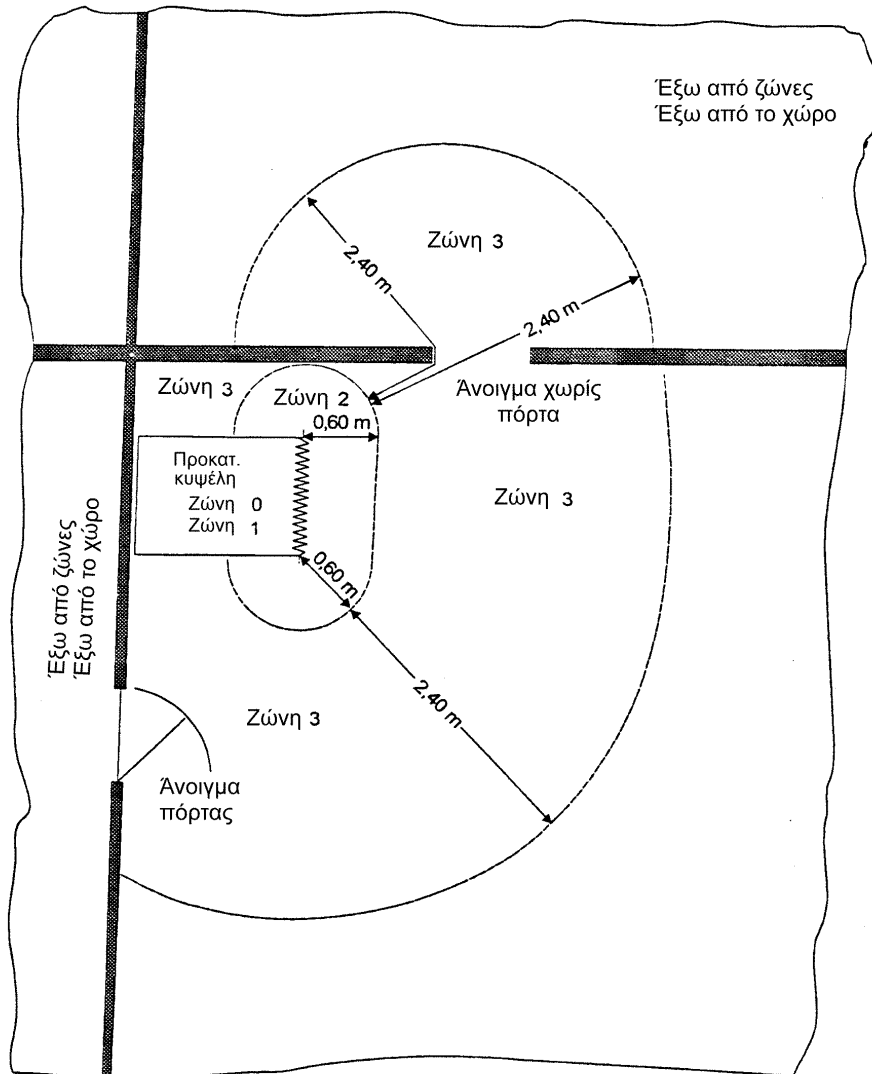 Έξω από ζώνες
Έξω από το χώρο
Ζώνη 3
2,40 m
2,40 m
Ζώνη 3
Ζώνη 2
Άνοιγμα χωρίς
πόρτα
0,60 m
Προκατ.
κυψέλη
Ζώνη 0
Ζώνη 1
Ζώνη 3
Έξω από ζώνες
Έξω από το χώρο
0,60 m
2,40 m
Ζώνη 3
Άνοιγμα
πόρτας